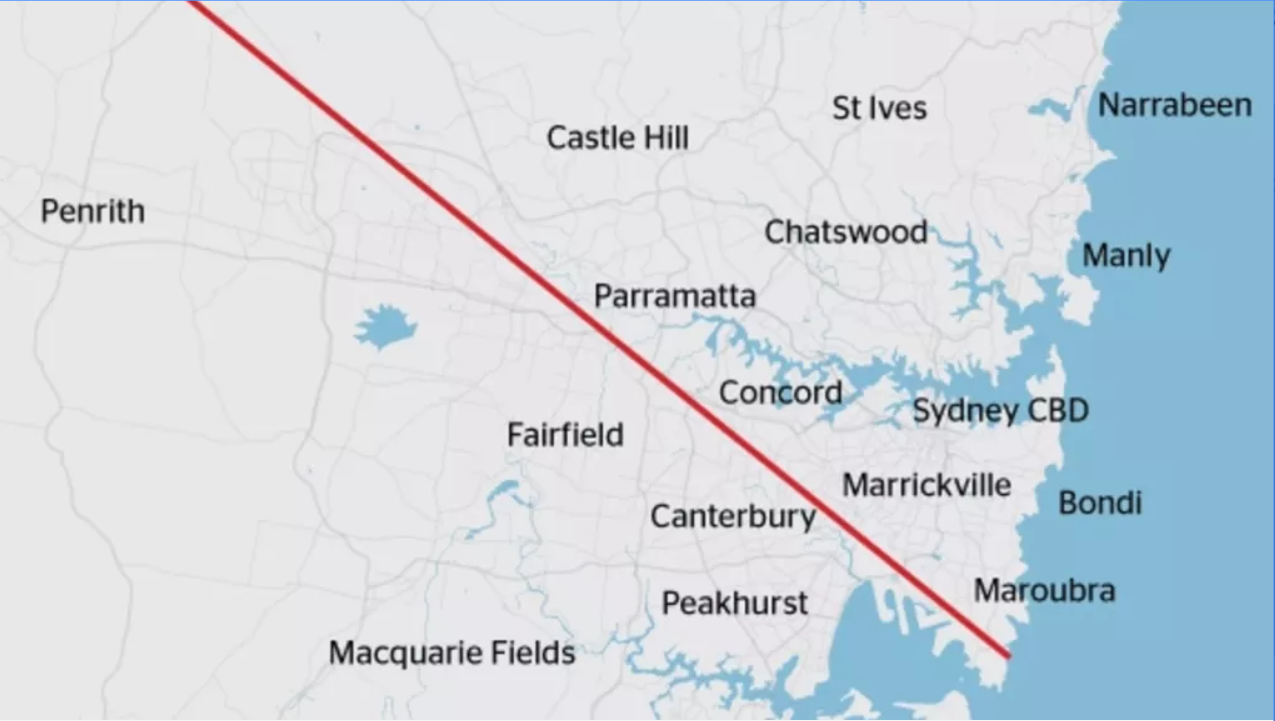 St Ives
Narrabeen
Castle Hill
Penrith
Chatswood
Manly
Parramatta
Concord
Sydney CBD
Fairfield
Marrickville
Bondi
Canterbury
Maroubra
Peakhurst
Macquarie Fields